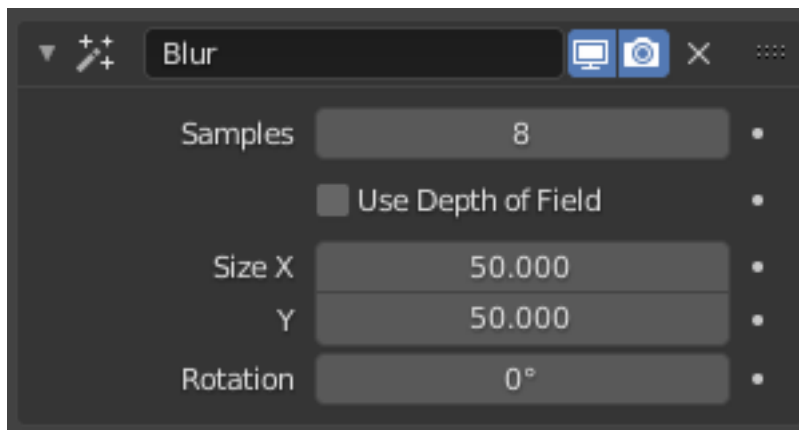 Blur
Samples 8
Use Depth of Field
Size X 50.000
Y 50.000
Rotation 0°